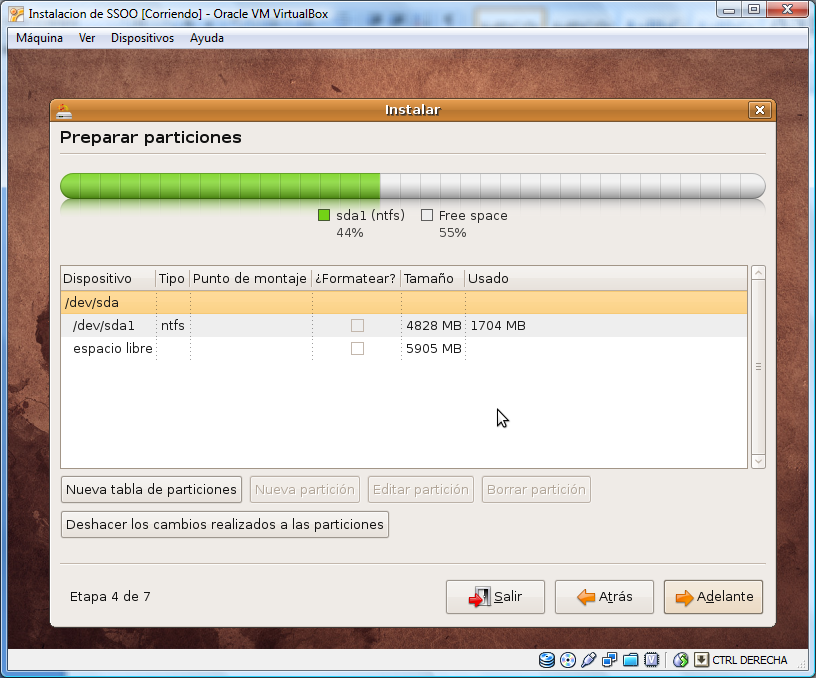 Instalacion de SSOO [Corriendo] - Oracle VM VirtualBox
Máquina Ver Dispositivos Ayuda
Instalar
Preparar particiones
sda1 (ntfs) Free space
44% 55%
Dispositivo Tipo Punto de montaje ¿Formatear? Tamaño Usado
/dev/sda
/dev/sda1 ntfs 4828 MB 1704 MB
espacio libre 5905 MB
Nueva tabla de particiones Nueva partición Editar partición Borrar partición
Deshacer los cambios realizados a las particiones
Etapa 4 de 7 Salir Atrás Adelante
CTRL DERECHA